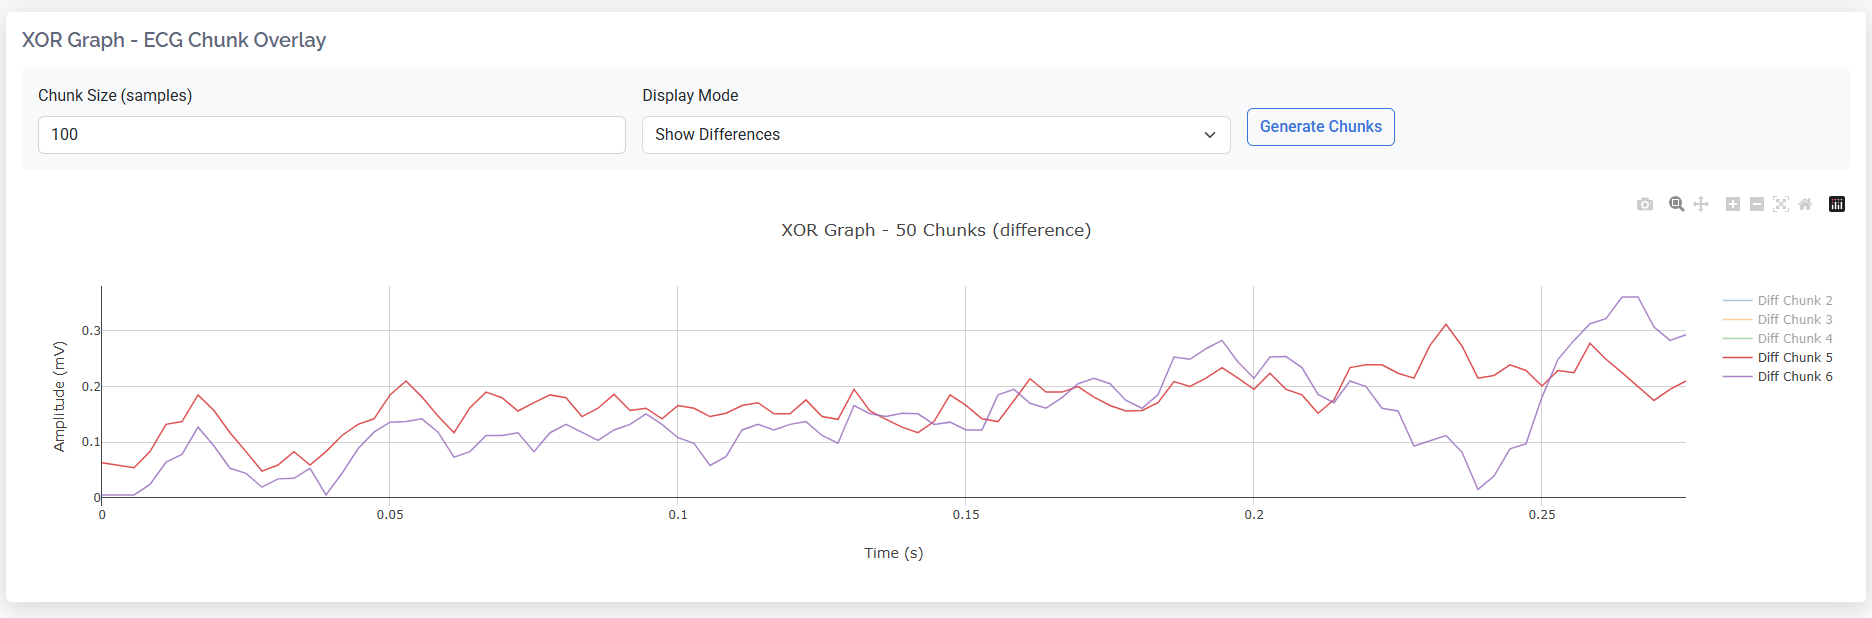 XOR Graph - ECG Chunk Overlay
Chunk Size (samples)
100
Display Mode
Show Differences
Generate Chunks
XOR Graph - 50 Chunks (difference)
Amplitude (mV)
0.3
0.2
0.1
0
0 0.05 0.1 0.15 0.2 0.25
Time (s)
Diff Chunk 2
Diff Chunk 3
Diff Chunk 4
Diff Chunk 5
Diff Chunk 6